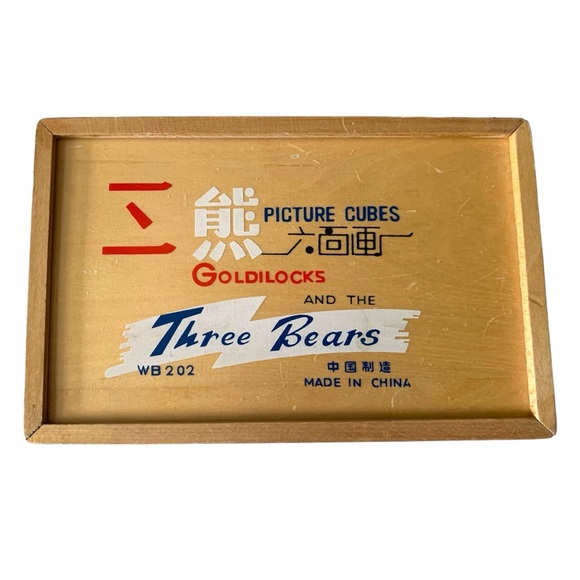 三熊 PICTURE CUBES
六面画
GOLDILOCKS
AND THE
Three Bears
WB 202
中国制造
MADE IN CHINA